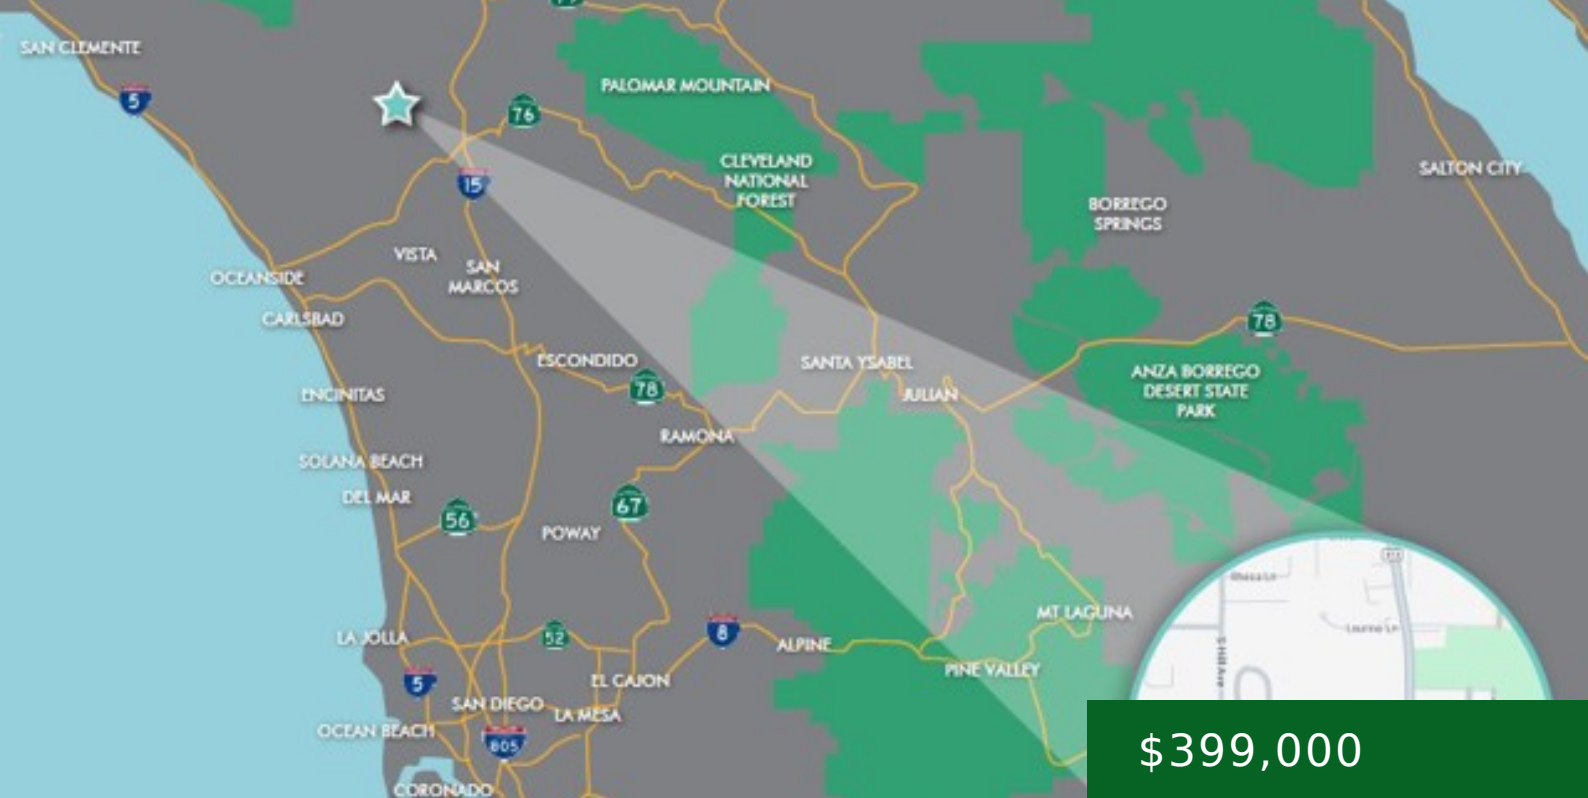 SAN CLEMENTE
5
PALOMAR MOUNTAIN
76
CLEVELAND
NATIONAL
FOREST
SALTON CITY
15
BORREGO
SPRINGS
VISTA
SAN
MARCOS
OCEANSIDE
CARLSBAD
78
ESCONDIDO
SANTA YSABEL
78
JULIAN
ANZA BORREGO
DESERT STATE
PARK
ENCINITAS
RAMONA
SOLANA BEACH
DEL MAR
56
67
POWAY
MT LAGUNA
LA JOLLA
52
8
ALPINE
PINE VALLEY
5
EL CAJON
SAN DIEGO
LA MESA
OCEAN BEACH
805
CORONADO
S Hill Ave
$399,000